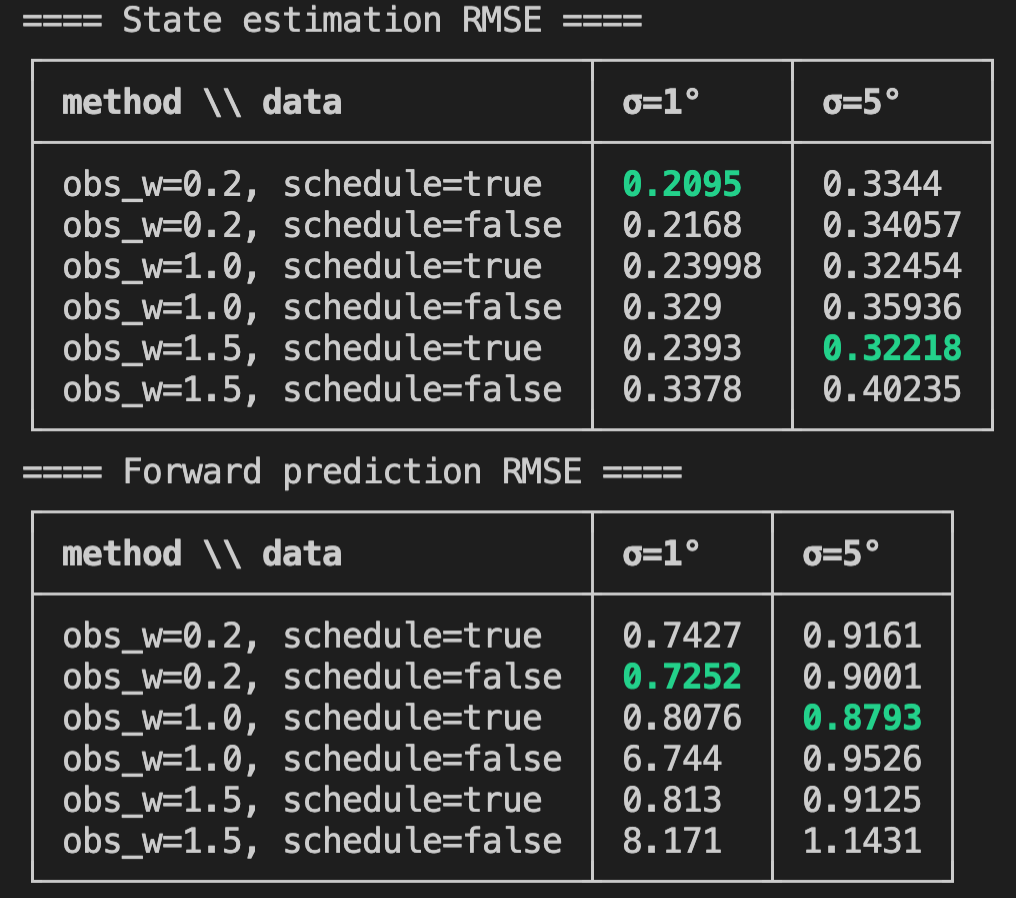 ==== State estimation RMSE ====
method \\ data σ=1° σ=5°
obs_w=0.2, schedule=true 0.2095 0.3344
obs_w=0.2, schedule=false 0.2168 0.34057
obs_w=1.0, schedule=true 0.23998 0.32454
obs_w=1.0, schedule=false 0.329 0.35936
obs_w=1.5, schedule=true 0.2393 0.32218
obs_w=1.5, schedule=false 0.3378 0.40235
==== Forward prediction RMSE ====
method \\ data σ=1° σ=5°
obs_w=0.2, schedule=true 0.7427 0.9161
obs_w=0.2, schedule=false 0.7252 0.9001
obs_w=1.0, schedule=true 0.8076 0.8793
obs_w=1.0, schedule=false 6.744 0.9526
obs_w=1.5, schedule=true 0.813 0.9125
obs_w=1.5, schedule=false 8.171 1.1431